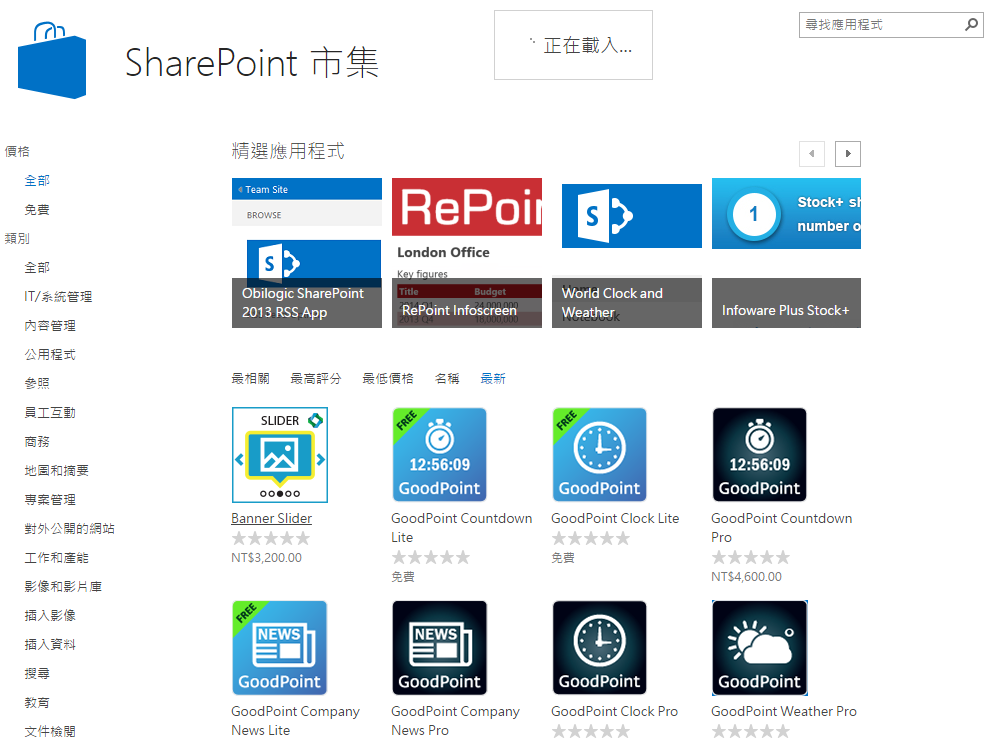 SharePoint 市集
正在載入...
尋找應用程式
價格
全部
免費
類別
全部
IT/系統管理
內容管理
公用程式
參照
員工互動
商務
地圖和摘要
專案管理
對外公開的網站
工作和產能
影像和影片庫
插入影像
插入資料
搜尋
教育
文件檢閱
精選應用程式
Team Site
BROWSE
S
Obilogic SharePoint
2013 RSS App
RePoi
London Office
Key figures
Title Budget
RePoint Infoscreen
S
World Clock and
Weather
1
Stock+ sh
number o
Infoware Plus Stock+
最相關 最高評分 最低價格 名稱 最新
SLIDER
Banner Slider
NT$3,200.00
FREE
12:56:09
GoodPoint
GoodPoint Countdown
Lite
免費
FREE
GoodPoint
GoodPoint Clock Lite
免費
12:56:09
GoodPoint
GoodPoint Countdown
Pro
NT$4,600.00
FREE
NEWS
GoodPoint
GoodPoint Company
News Lite
NEWS
GoodPoint
GoodPoint Company
News Pro
GoodPoint
GoodPoint Clock Pro
GoodPoint
GoodPoint Weather Pro